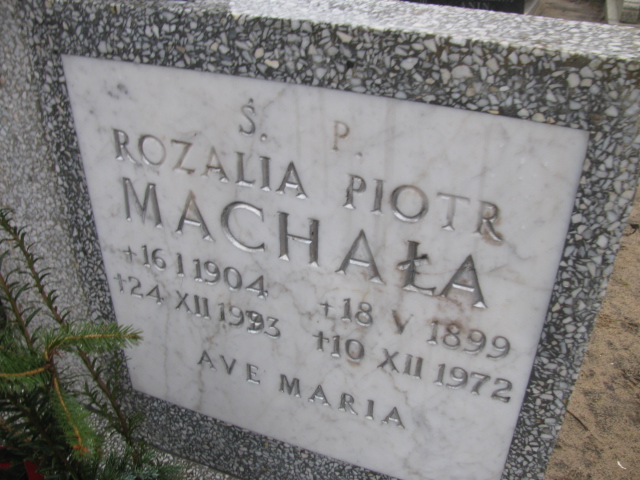 Ś. P.
ROZALIA PIOTR
MACHAŁA
+16 I 1904 +18 V 1899
†24 XII 1993 †10 XII 1972
AVE MARIA